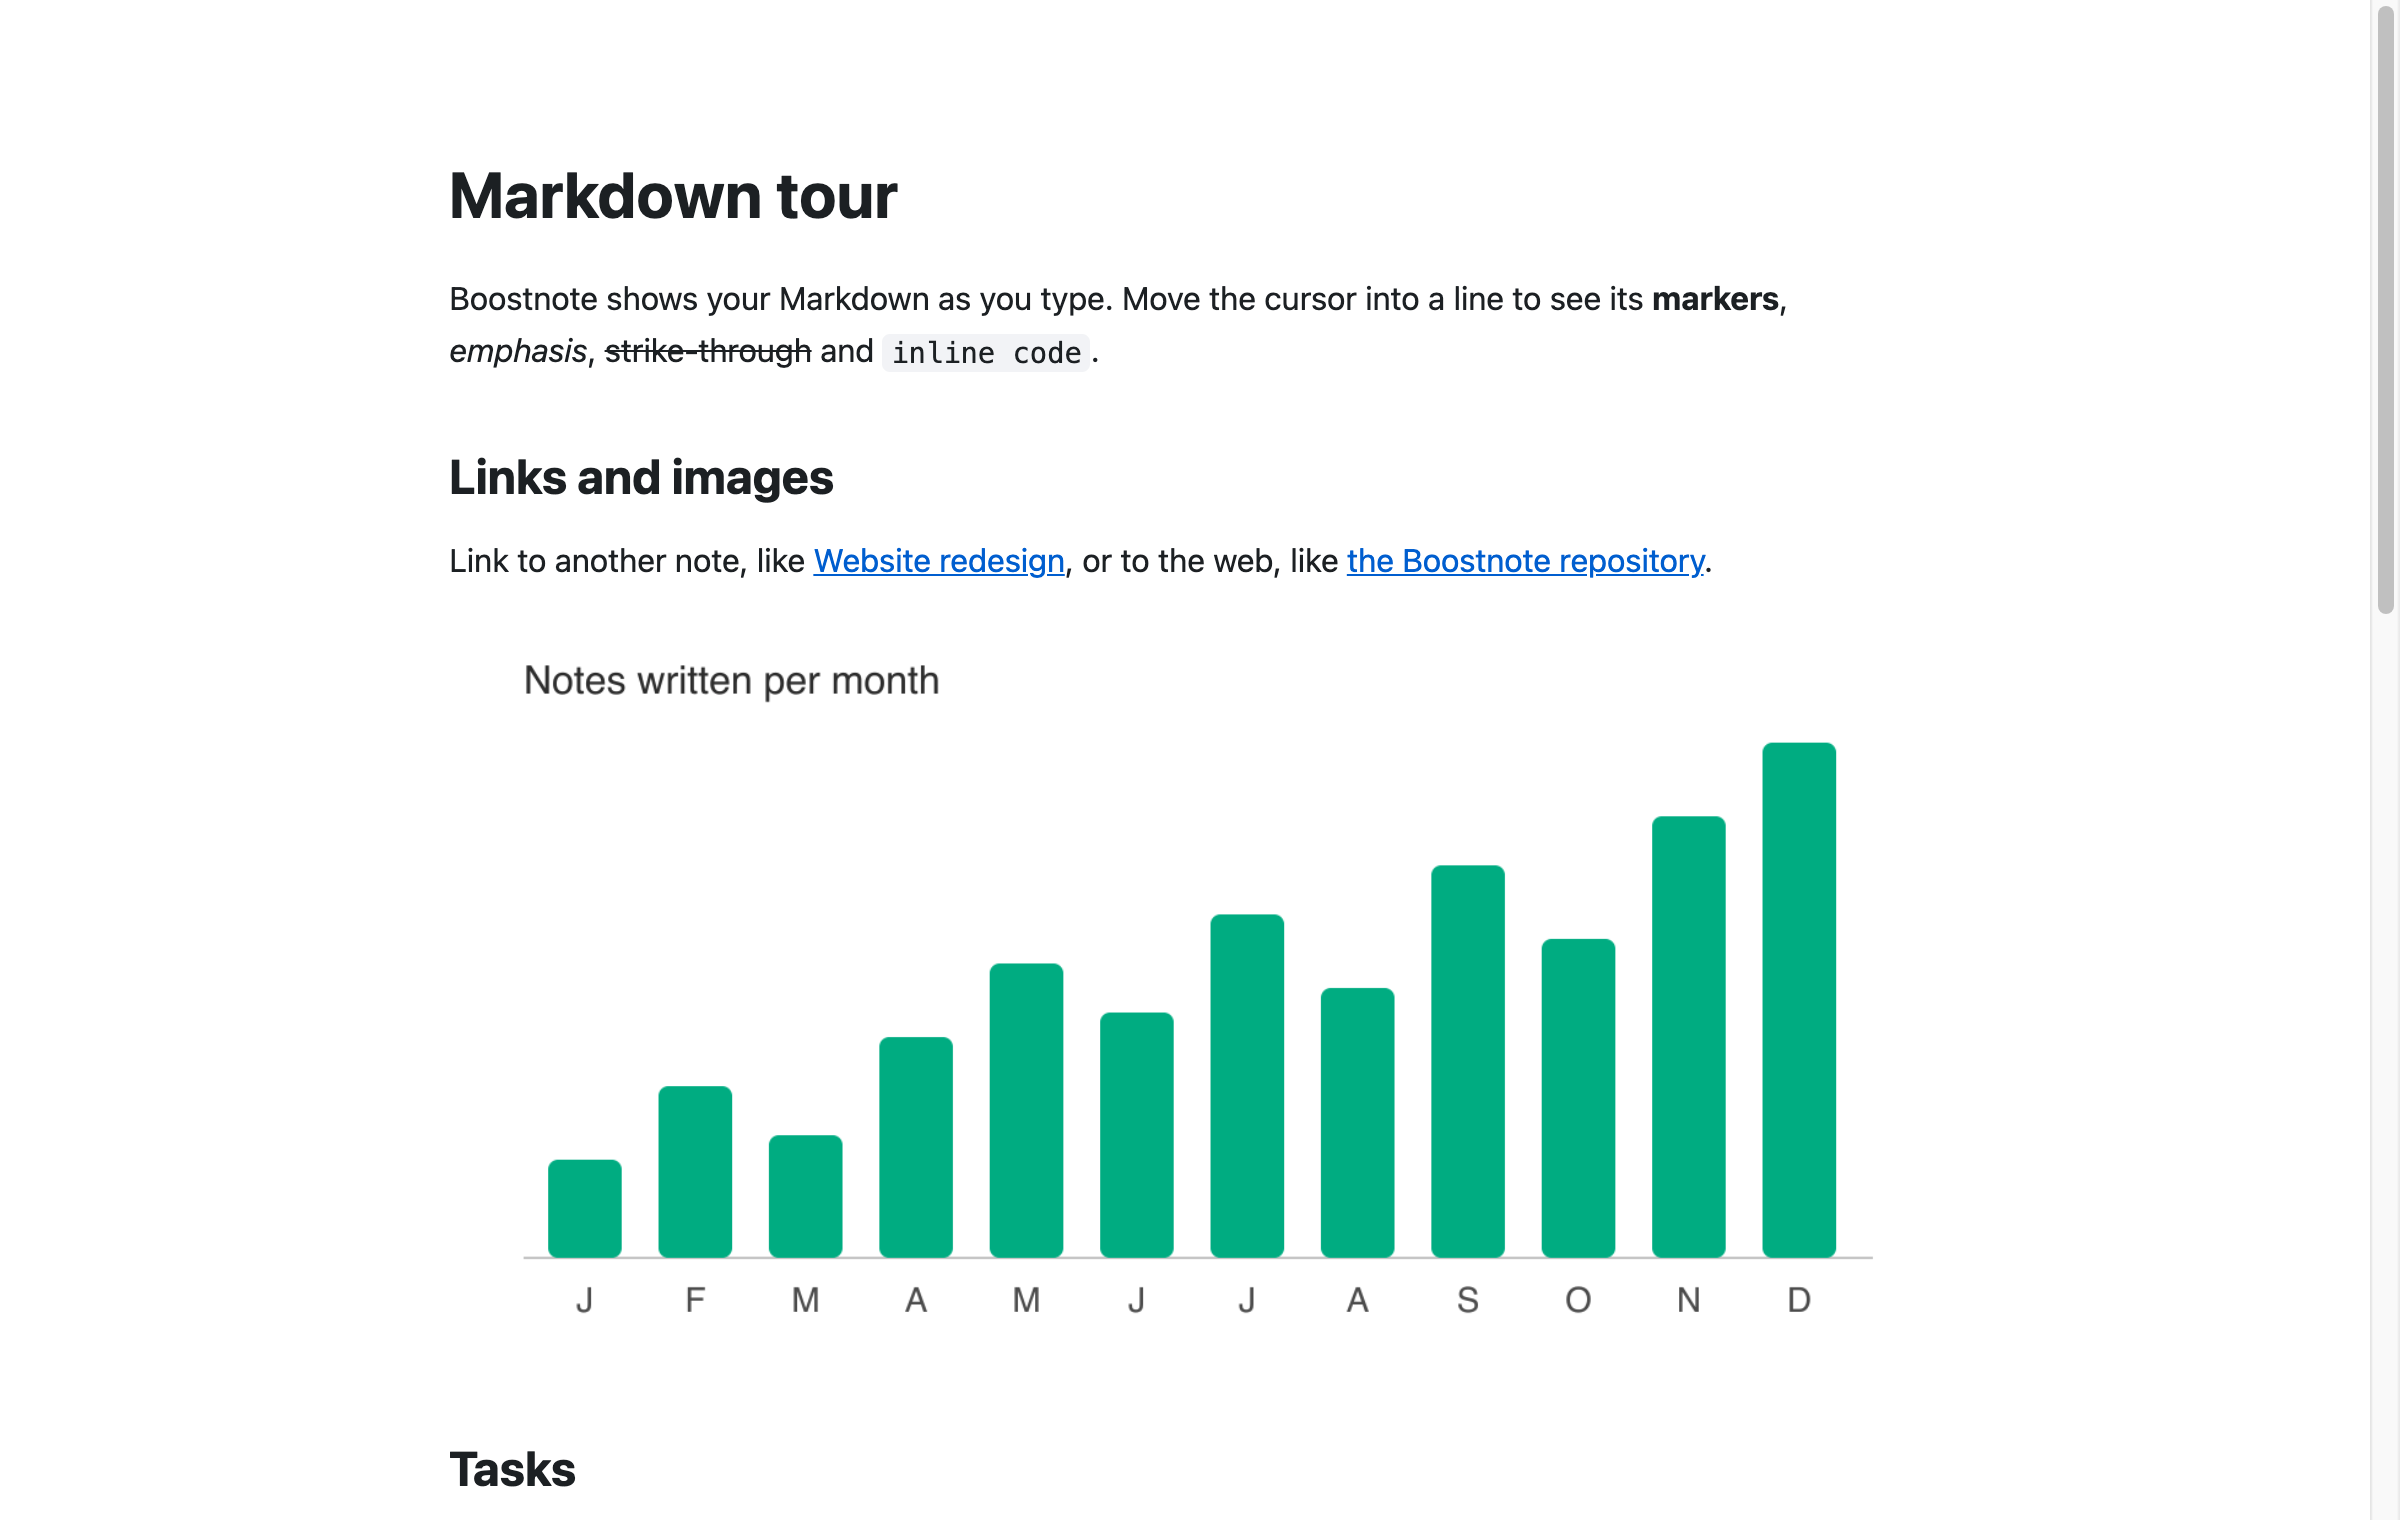 Markdown tour
Boostnote shows your Markdown as you type. Move the cursor into a line to see its markers,
emphasis, strike-through and inline code.
Links and images
Link to another note, like Website redesign, or to the web, like the Boostnote repository.
Notes written per month
J F M A M J J A S O N D
Tasks